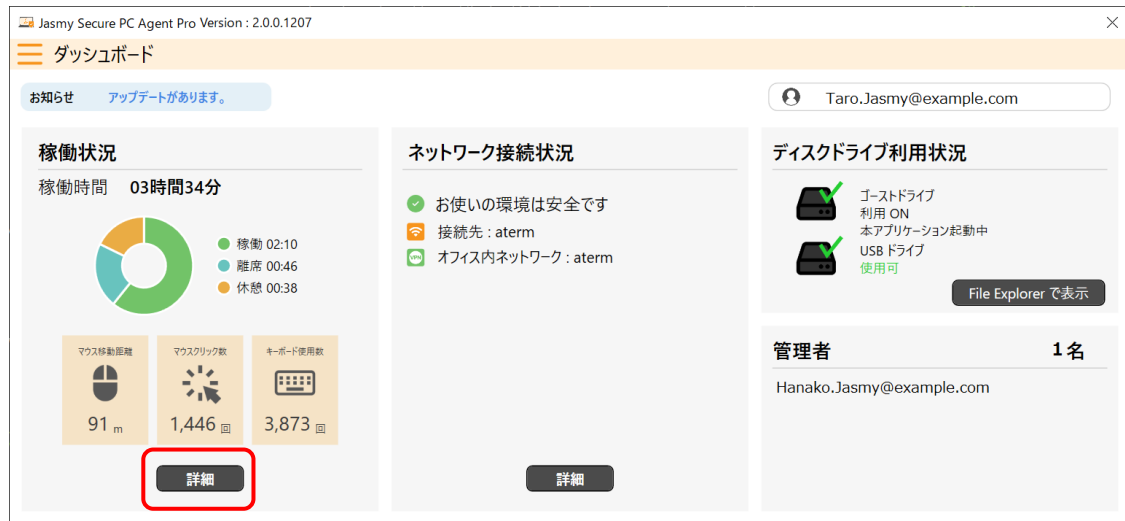 Jasmy Secure PC Agent Pro Version : 2.0.0.1207
ダッシュボード
お知らせ アップデートがあります。
Taro.Jasmy@example.com
稼働状況
稼働時間 03時間34分
稼働 02:10
離席 00:46
休憩 00:38
マウス移動距離
91 m
マウスクリック数
1,446 回
キーボード使用数
3,873 回
詳細
ネットワーク接続状況
お使いの環境は安全です
接続先 : aterm
VPN
オフィス内ネットワーク : aterm
詳細
ディスクドライブ利用状況
ゴーストドライブ
利用 ON
本アプリケーション起動中
USB ドライブ
使用可
File Explorer で表示
管理者 1名
Hanako.Jasmy@example.com